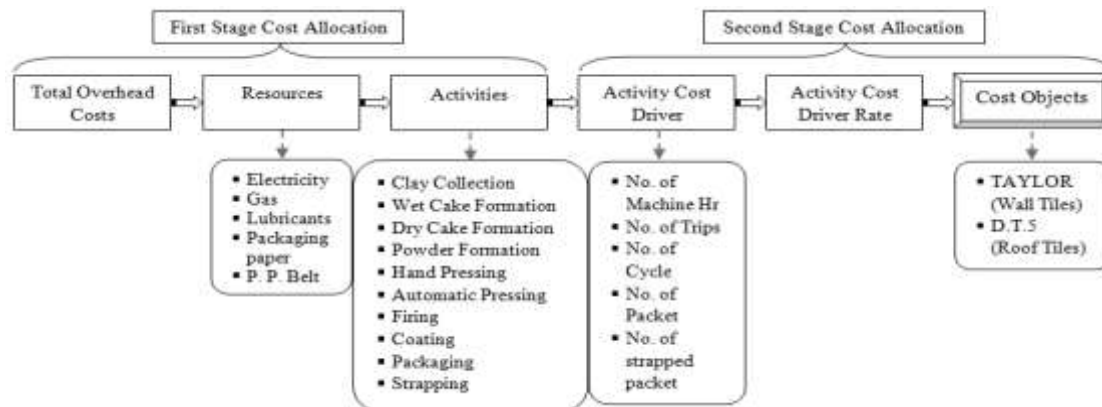 First Stage Cost Allocation
Second Stage Cost Allocation
Total Overhead
Costs
Resources
Activities
Activity Cost
Driver
Activity Cost
Driver Rate
Cost Objects
▪ Electricity
▪ Gas
▪ Lubricants
▪ Packaging
paper
▪ P. P. Belt
▪ Clay Collection
▪ Wet Cake Formation
▪ Dry Cake Formation
▪ Powder Formation
▪ Hand Pressing
▪ Automatic Pressing
▪ Firing
▪ Coating
▪ Packaging
▪ Strapping
▪ No. of
Machine Hr
▪ No. of Trips
▪ No. of
Cycle
▪ No. of
Packet
▪ No. of
strapped
packet
▪ TAYLOR
(Wall Tiles)
▪ D.T.5
(Roof Tiles)